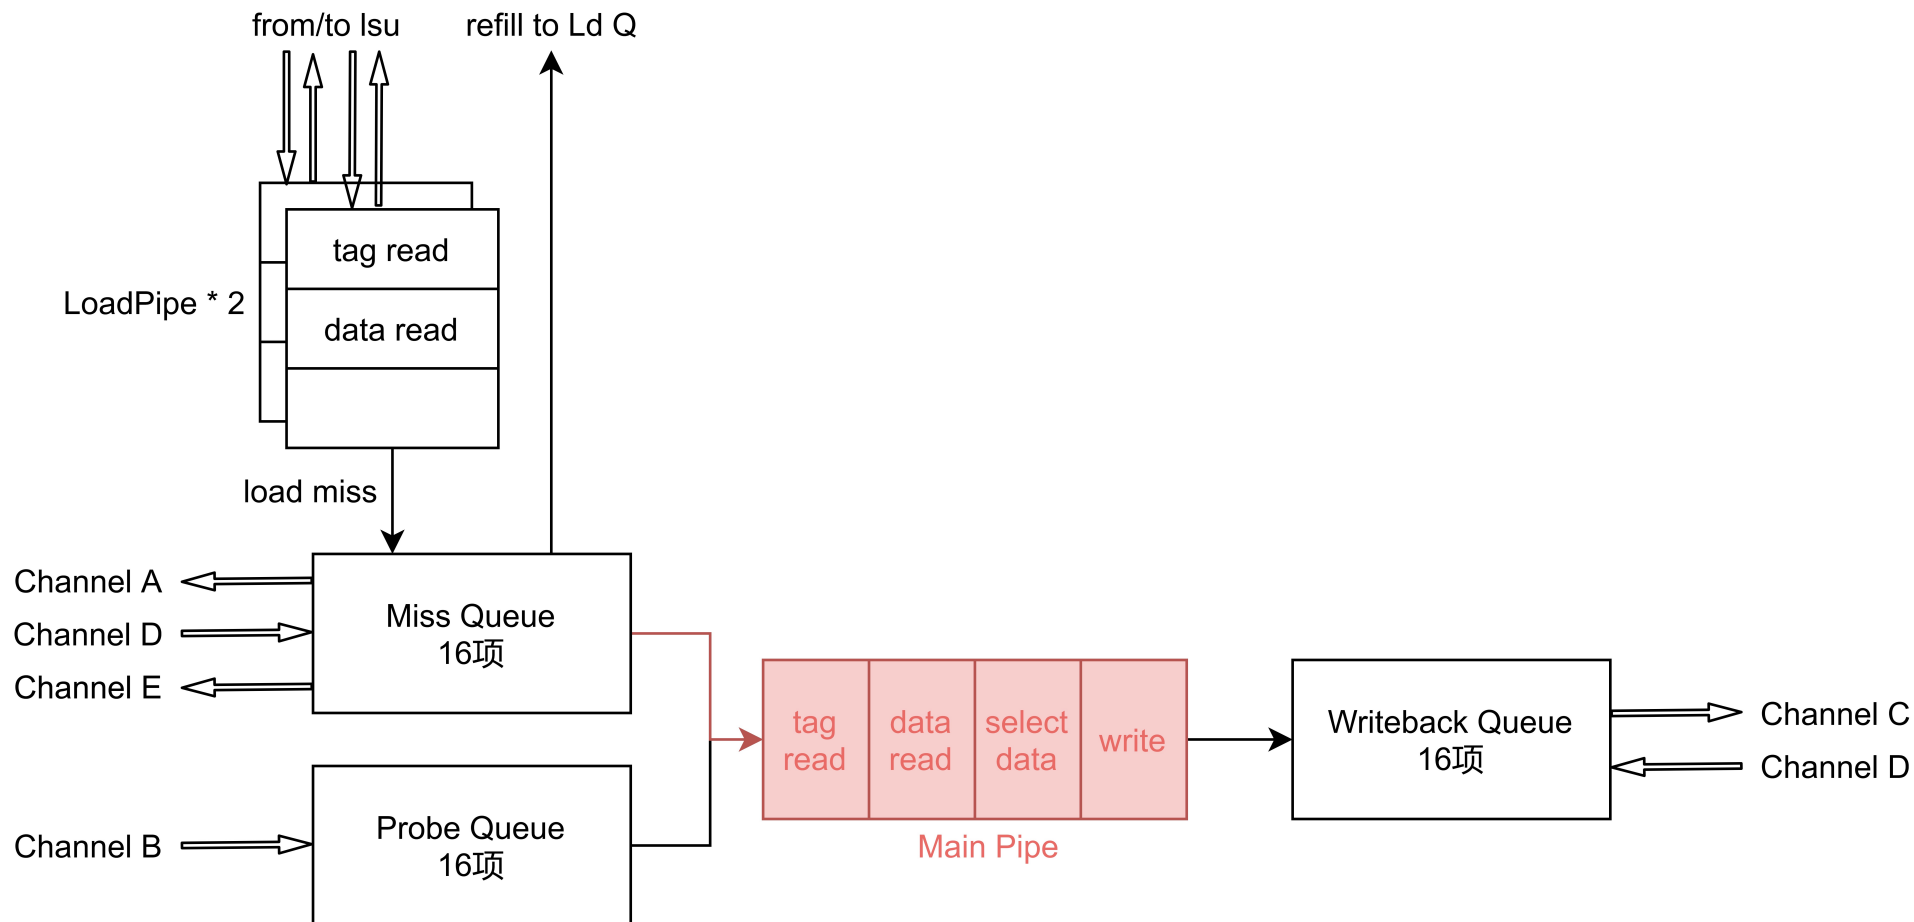 from/to lsu
refill to Ld Q
tag read
LoadPipe * 2
data read
load miss
Channel A
Channel D
Channel E
Miss Queue
16项
tag
read
data
read
select
data
write
Main Pipe
Writeback Queue
16项
Channel C
Channel D
Channel B
Probe Queue
16项